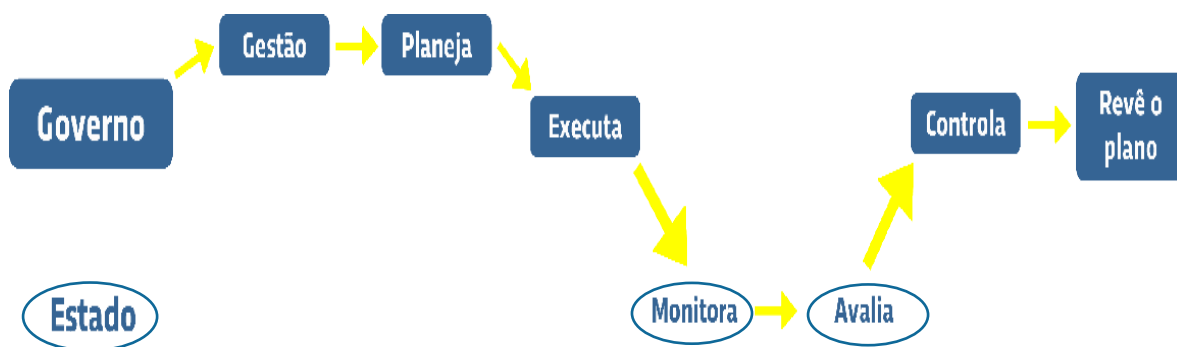 Governo
Gestão
Planeja
Executa
Monitora
Avalia
Controla
Revê o
plano
Estado